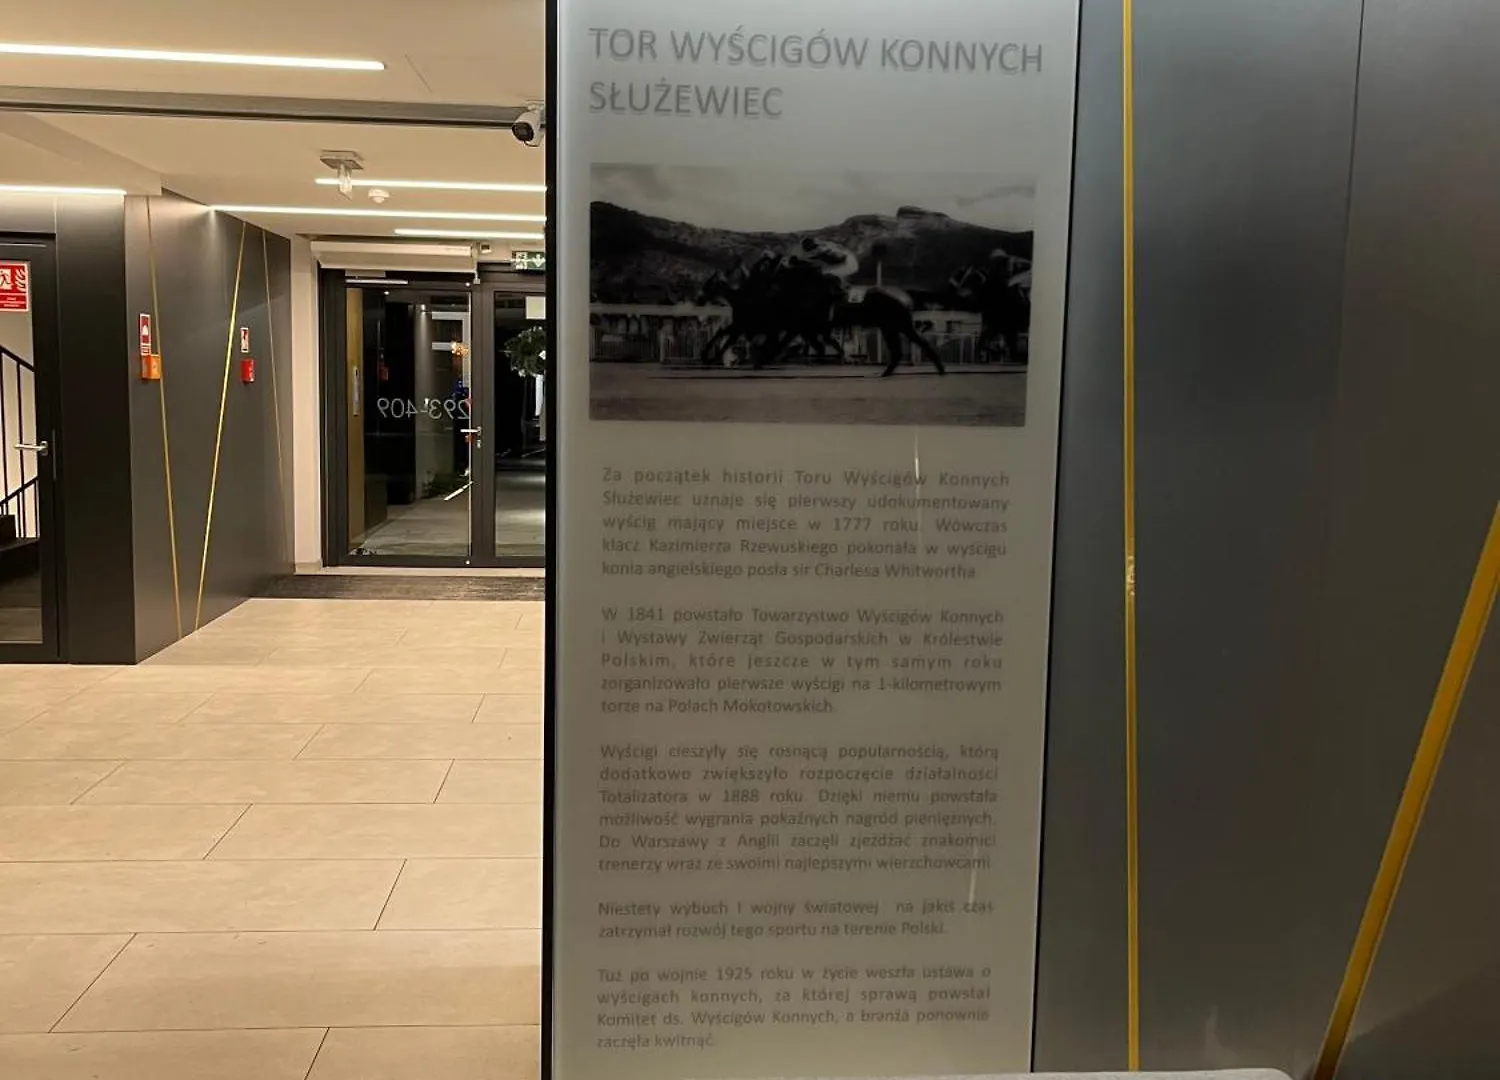 TOR WYŚCIGÓW KONNYCH
SŁUŻEWIEC
Za początek historii Toru Wyścigów Konnych
Służewiec uznaje się pierwszy udokumentowany
wyścig mający miejsce w 1777 roku. Wówczas
klacz Kazimierza Rzewuskiego pokonała w wyścigu
konia angielskiego posła sir Charlesa Whitwortha.
W 1841 powstało Towarzystwo Wyścigów Konnych
i Wystawy Zwierząt Gospodarskich w Królestwie
Polskim, które jeszcze w tym samym roku
zorganizowało pierwsze wyścigi na 1-kilometrowym
torze na Polach Mokotowskich.
Wyścigi cieszyły się rosnącą popularnością, którą
dodatkowo zwiększyło rozpoczęcie działalności
Totalizatora w 1888 roku. Dzięki niemu powstała
możliwość wygrania pokaźnych nagród pieniężnych.
Do Warszawy z Anglii zaczęli zjeżdżać znakomici
trenerzy wraz ze swoimi najlepszymi wierzchowcami.
Niestety wybuch I wojny światowej na jakiś czas
zatrzymał rozwój tego sportu na terenie Polski.
Tuż po wojnie 1925 roku w życie weszła ustawa o
wyścigach konnych, za której sprawą powstał
Komitet ds. Wyścigów Konnych, a branża ponownie
zaczęła kwitnąć.
293-409